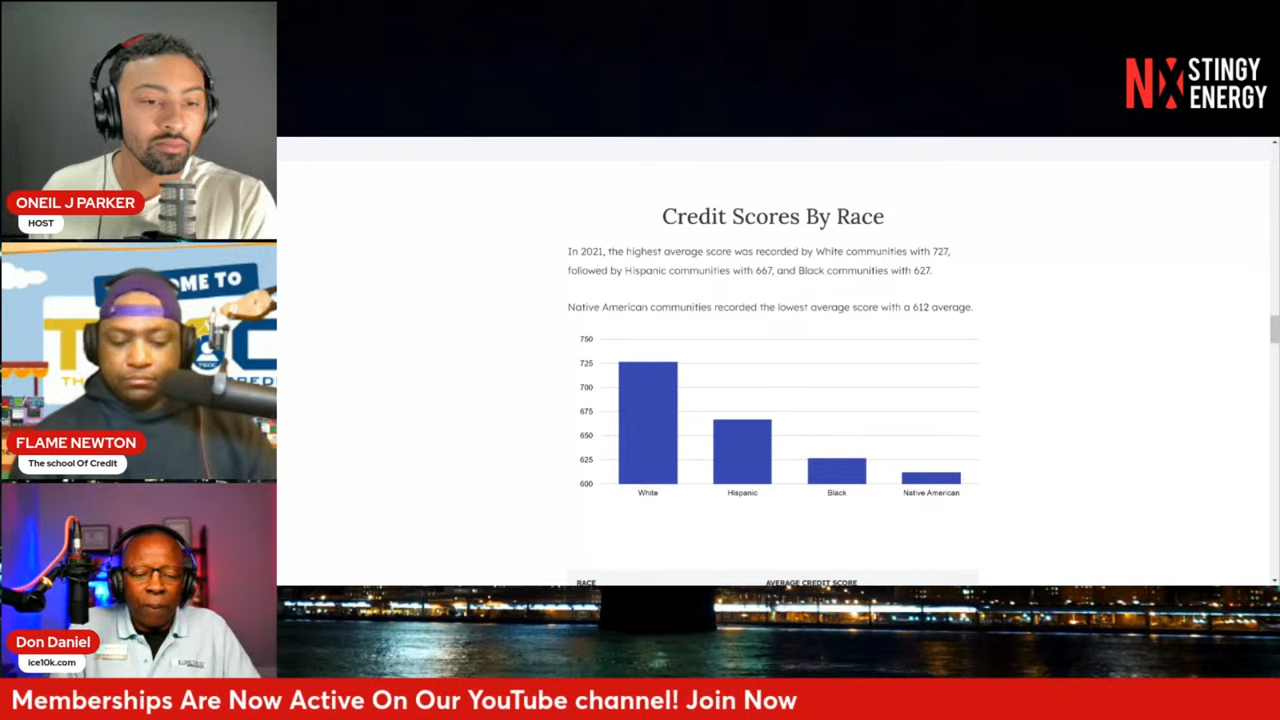 ONEIL J PARKER
HOST
OME TO
FLAME NEWTON
The school Of Credit
Don Daniel
ice10k.com
NX STINGY
ENERGY
Credit Scores By Race
In 2021, the highest average score was recorded by White communities with 727,
followed by Hispanic communities with 667, and Black communities with 627.
Native American communities recorded the lowest average score with a 612 average.
750
725
700
675
650
625
600
White Hispanic Black Native American
RACE AVERAGE CREDIT SCORE
Memberships Are Now Active On Our YouTube channel! Join Now